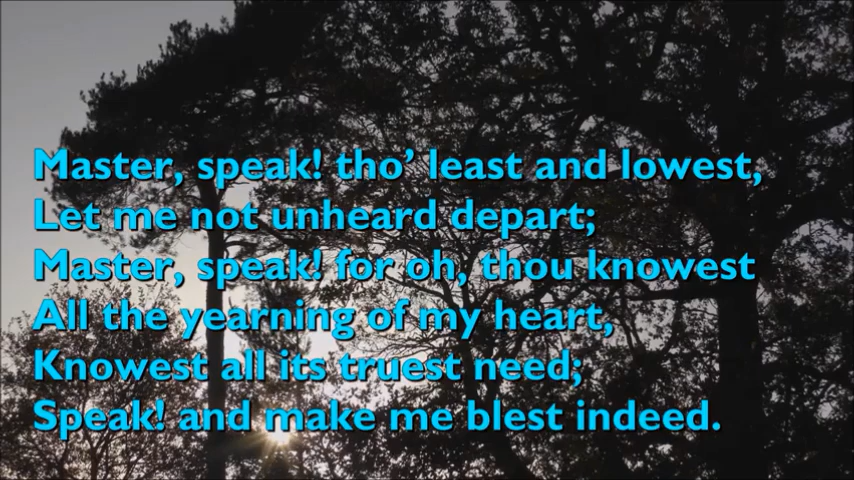 Master, speak! tho’ least and lowest,
Let me not unheard depart;
Master, speak! for oh, thou knowest
All the yearning of my heart,
Knowest all its truest need;
Speak! and make me blest indeed.